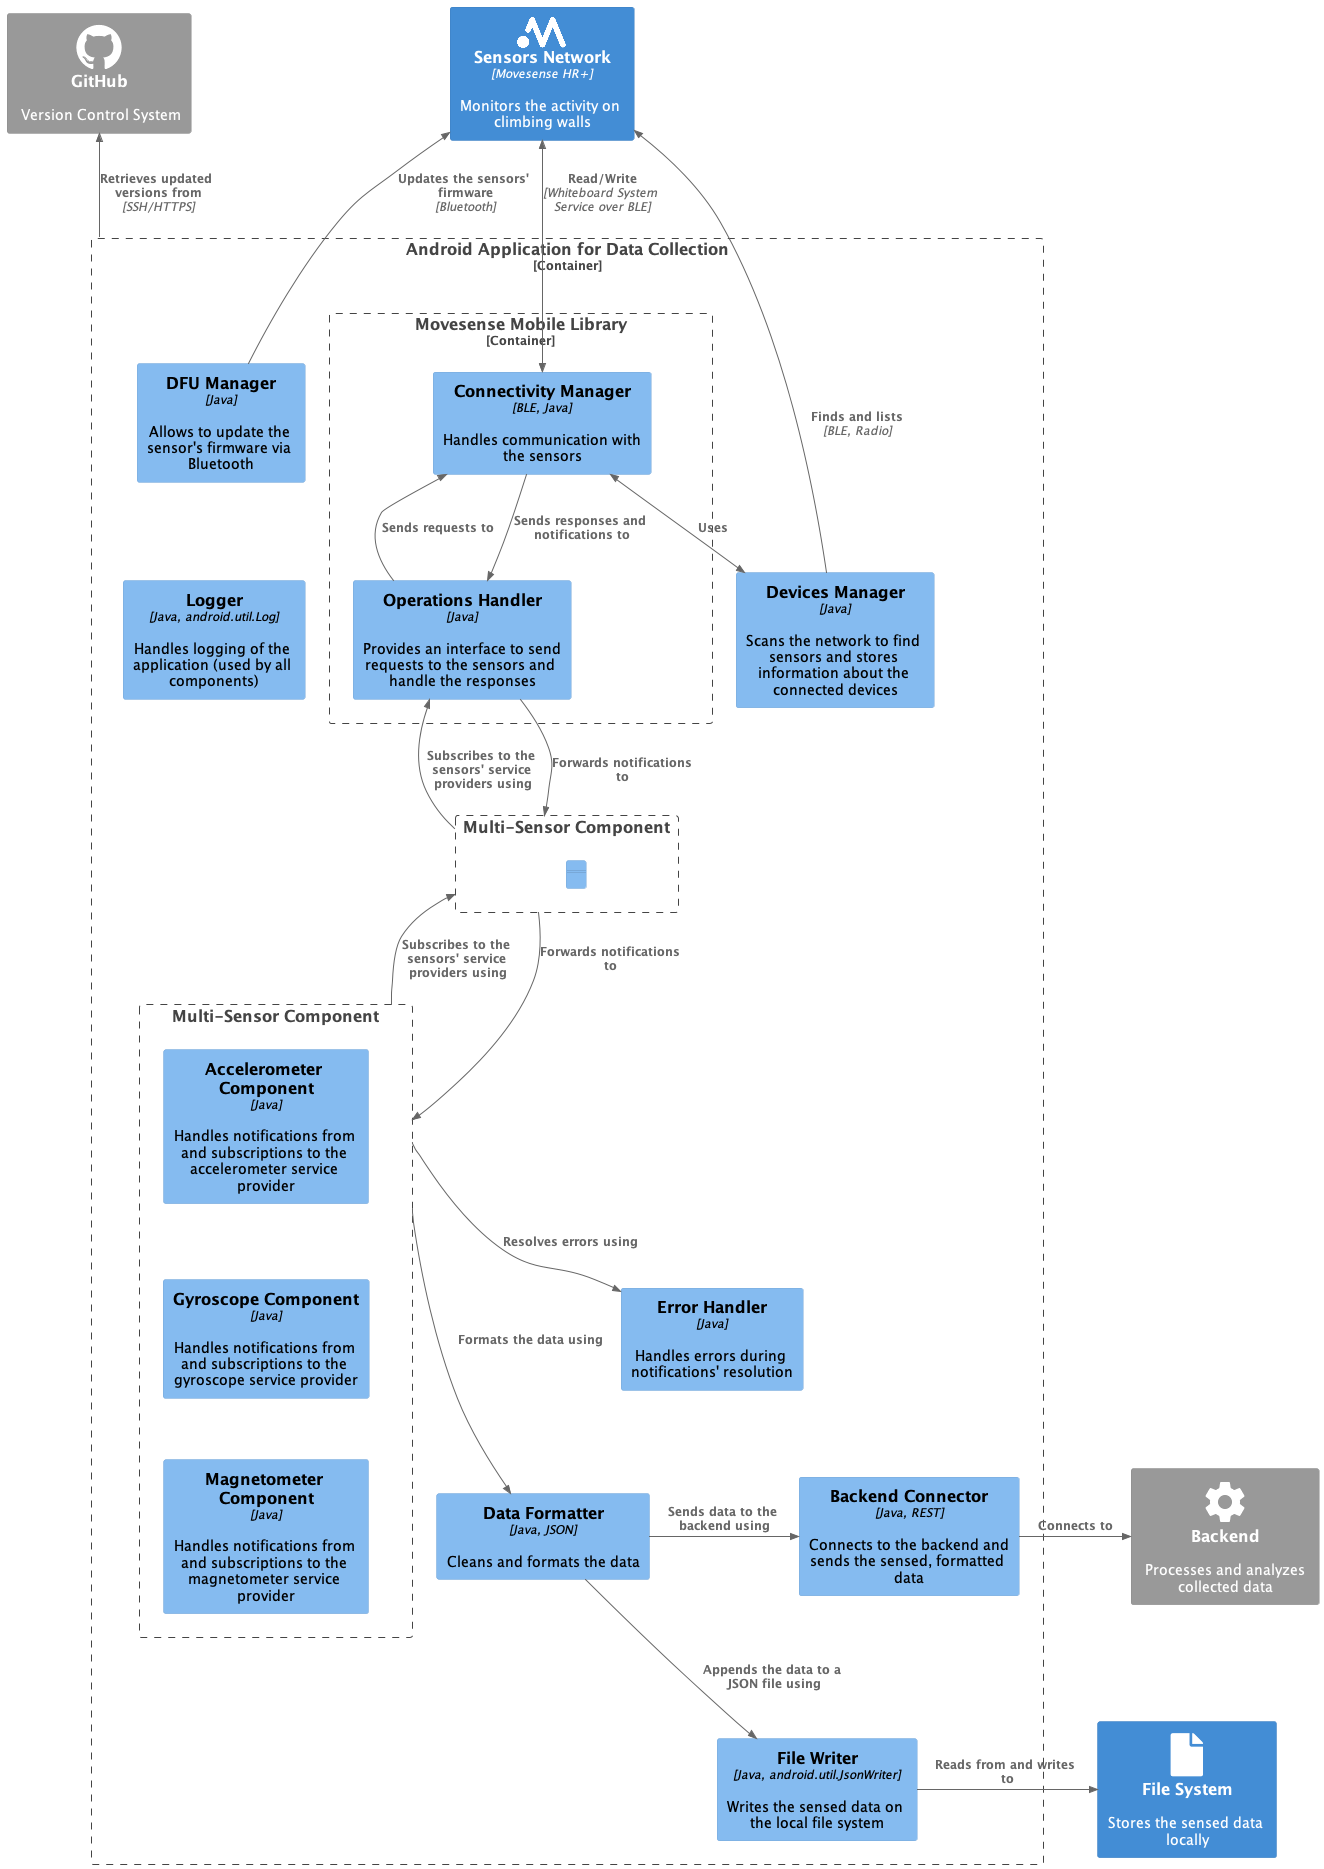 GitHub
Version Control System
Sensors Network
[Movesense HR+]
Monitors the activity on
climbing walls
Retrieves updated
versions from
[SSH/HTTPS]
Updates the sensors'
firmware
[Bluetooth]
Read/Write
[Whiteboard System
Service over BLE]
Android Application for Data Collection
[Container]
Movesense Mobile Library
[Container]
DFU Manager
[Java]
Allows to update the
sensor's firmware via
Bluetooth
Connectivity Manager
[BLE, Java]
Handles communication with
the sensors
Finds and lists
[BLE, Radio]
Sends requests to
Sends responses and
notifications to
Uses
Logger
[Java, android.util.Log]
Handles logging of the
application (used by all
components)
Operations Handler
[Java]
Provides an interface to send
requests to the sensors and
handle the responses
Devices Manager
[Java]
Scans the network to find
sensors and stores
information about the
connected devices
Subscribes to the
sensors' service
providers using
Forwards notifications
to
Multi-Sensor Component
Subscribes to the
sensors' service
providers using
Forwards notifications
to
Multi-Sensor Component
Accelerometer
Component
[Java]
Handles notifications from
and subscriptions to the
accelerometer service
provider
Resolves errors using
Gyroscope Component
[Java]
Handles notifications from
and subscriptions to the
gyroscope service provider
Formats the data using
Error Handler
[Java]
Handles errors during
notifications' resolution
Magnetometer
Component
[Java]
Handles notifications from
and subscriptions to the
magnetometer service
provider
Data Formatter
[Java, JSON]
Cleans and formats the data
Sends data to the
backend using
Backend Connector
[Java, REST]
Connects to the backend and
sends the sensed, formatted
data
Connects to
Backend
Processes and analyzes
collected data
Appends the data to a
JSON file using
File Writer
[Java, android.util.JsonWriter]
Writes the sensed data on
the local file system
Reads from and writes
to
File System
Stores the sensed data
locally